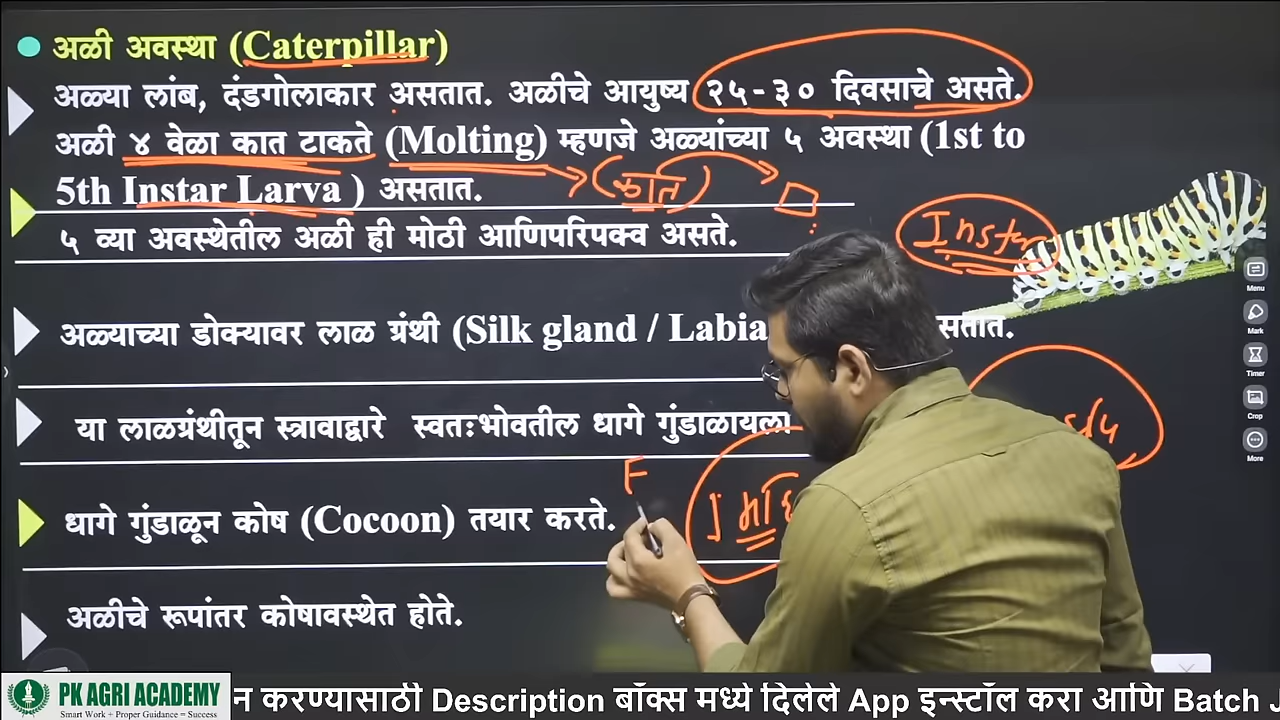 अळी अवस्था (Caterpillar)
अळ्या लांब, दंडगोलाकार असतात. अळीचे आयुष्य २५-३० दिवसाचे असते.
अळी ४ वेळा कात टाकते (Molting) म्हणजे अळ्यांच्या ५ अवस्था (1st to
5th Instar Larva ) असतात.
(कात)
५ व्या अवस्थेतील अळी ही मोठी आणिपरिपक्व असते.
Instar
Menu
Mark
Timer
Crop
More
अळ्याच्या डोक्यावर लाळ ग्रंथी (Silk gland / Labia
या लाळग्रंथीतून स्त्रावाद्वारे स्वतःभोवतील धागे गुंडाळायला
F
धागे गुंडाळून कोष (Cocoon) तयार करते.
अळीचे रूपांतर कोषावस्थेत होते.
PK AGRI ACADEMY
Smart Work + Proper Guidance = Success
न करण्यासाठी Description बॉक्स मध्ये दिलेले App इन्स्टॉल करा आणि Batch J